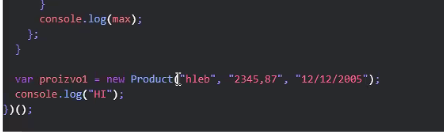 }
console.log(max);
};
}
var proizvo1 = new Product("hleb", "2345,87", "12/12/2005");
console.log("HI");
})();